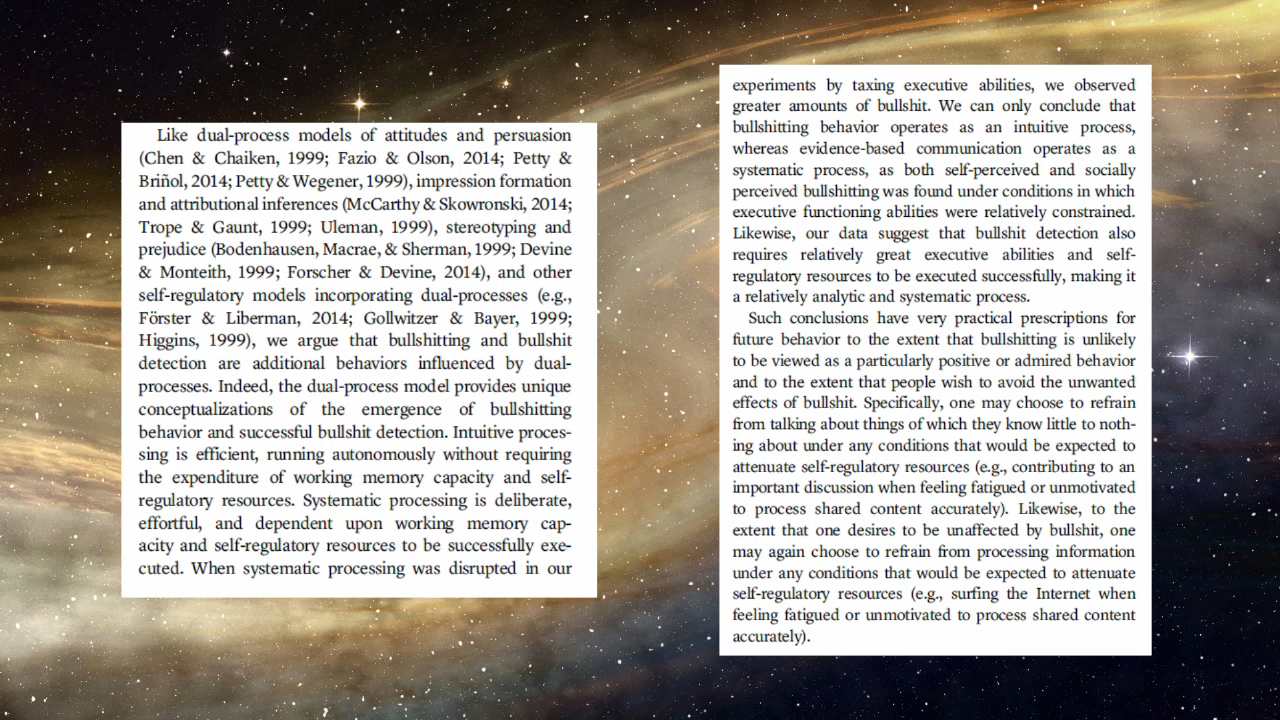 Like dual-process models of attitudes and persuasion
(Chen & Chaiken, 1999; Fazio & Olson, 2014; Petty &
Briñol, 2014; Petty & Wegener, 1999), impression formation
and attributional inferences (McCarthy & Skowronski, 2014;
Trope & Gaunt, 1999; Uleman, 1999), stereotyping and
prejudice (Bodenhausen, Macrae, & Sherman, 1999; Devine
& Monteith, 1999; Forscher & Devine, 2014), and other
self-regulatory models incorporating dual-processes (e.g.,
Förster & Liberman, 2014; Gollwitzer & Bayer, 1999;
Higgins, 1999), we argue that bullshitting and bullshit
detection are additional behaviors influenced by dual-
processes. Indeed, the dual-process model provides unique
conceptualizations of the emergence of bullshitting
behavior and successful bullshit detection. Intuitive proces-
sing is efficient, running autonomously without requiring
the expenditure of working memory capacity and self-
regulatory resources. Systematic processing is deliberate,
effortful, and dependent upon working memory cap-
acity and self-regulatory resources to be successfully exe-
cuted. When systematic processing was disrupted in our
experiments by taxing executive abilities, we observed
greater amounts of bullshit. We can only conclude that
bullshitting behavior operates as an intuitive process,
whereas evidence-based communication operates as a
systematic process, as both self-perceived and socially
perceived bullshitting was found under conditions in which
executive functioning abilities were relatively constrained.
Likewise, our data suggest that bullshit detection also
requires relatively great executive abilities and self-
regulatory resources to be executed successfully, making it
a relatively analytic and systematic process.
Such conclusions have very practical prescriptions for
future behavior to the extent that bullshitting is unlikely
to be viewed as a particularly positive or admired behavior
and to the extent that people wish to avoid the unwanted
effects of bullshit. Specifically, one may choose to refrain
from talking about things of which they know little to noth-
ing about under any conditions that would be expected to
attenuate self-regulatory resources (e.g., contributing to an
important discussion when feeling fatigued or unmotivated
to process shared content accurately). Likewise, to the
extent that one desires to be unaffected by bullshit, one
may again choose to refrain from processing information
under any conditions that would be expected to attenuate
self-regulatory resources (e.g., surfing the Internet when
feeling fatigued or unmotivated to process shared content
accurately).